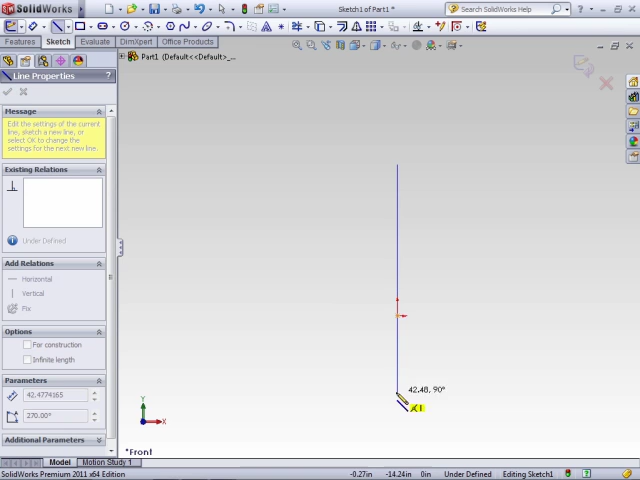 SolidWorks
Sketch1 of Part1 *
Search SolidWorks Help
Features
Sketch
Evaluate
DimXpert
Office Products
Part1 (Default<<Default>_...
Line Properties
?
Message
Edit the settings of the current
line, sketch a new line, or
select OK to change the
settings for the next new line.
Existing Relations
Under Defined
Add Relations
Horizontal
Vertical
Fix
Options
For construction
Infinite length
Parameters
42.4774165
270.00°
Additional Parameters
42.48, 90°
Y
X
*Front
Model
Motion Study 1
SolidWorks Premium 2011 x64 Edition
-0.27in
-14.24in
0in
Under Defined
Editing Sketch1